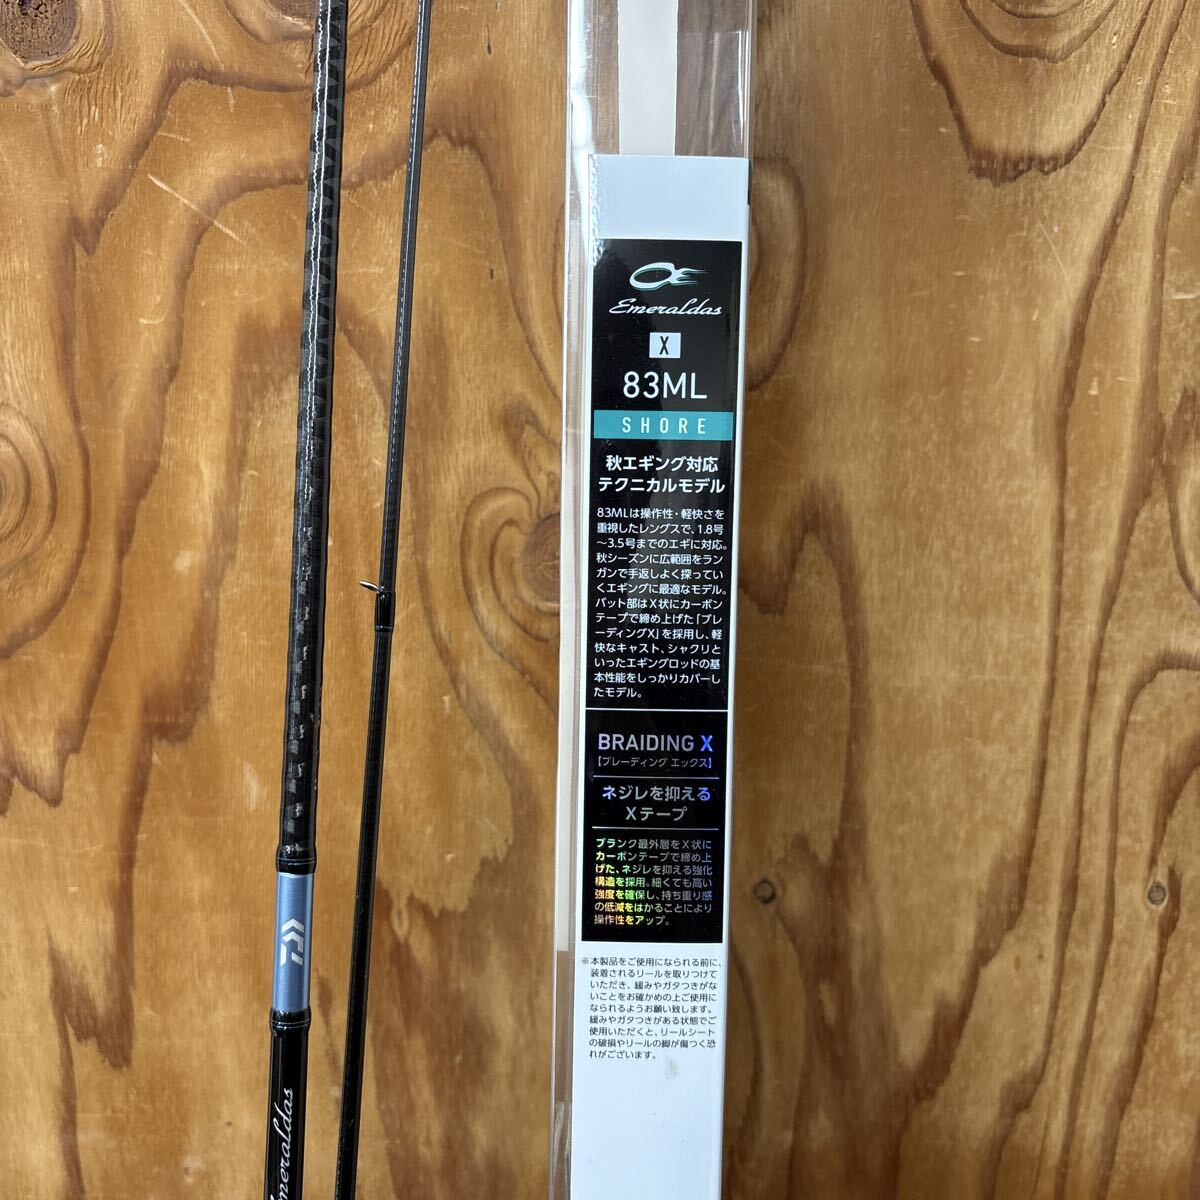 Emeraldas
X
83ML
SHORE
秋エギング対応
テクニカルモデル
83MLは操作性・軽快さを
重視したレングスで、1.8号
～3.5号までのエギに対応。
秋シーズンに広範囲をラン
ガンで手返しよく探ってい
くエギングに最適なモデル。
バット部はX状にカーボン
テープで締め上げた「ブレ
ーディングX」を採用し、軽
快なキャスト、シャクリと
いったエギングロッドの基
本性能をしっかりカバーし
たモデル。
BRAIDING X
【ブレーディング エックス】
ネジレを抑える
Xテープ
ブランク最外層をX状に
カーボンテープで締め上
げた、ネジレを抑える強化
構造を採用。細くても高い
強度を確保し、持ち重り感
の低減をはかることにより
操作性をアップ。
※本製品をご使用になられる前に、
装着されるリールを取りつけて
いただき、緩みやガタつきがな
いことをお確かめの上ご使用に
なられるようお願い致します。
緩みやガタつきがある状態でご
使用いただくと、リールシート
の破損やリールの脚が傷つく恐
れがございます。
Emeraldas